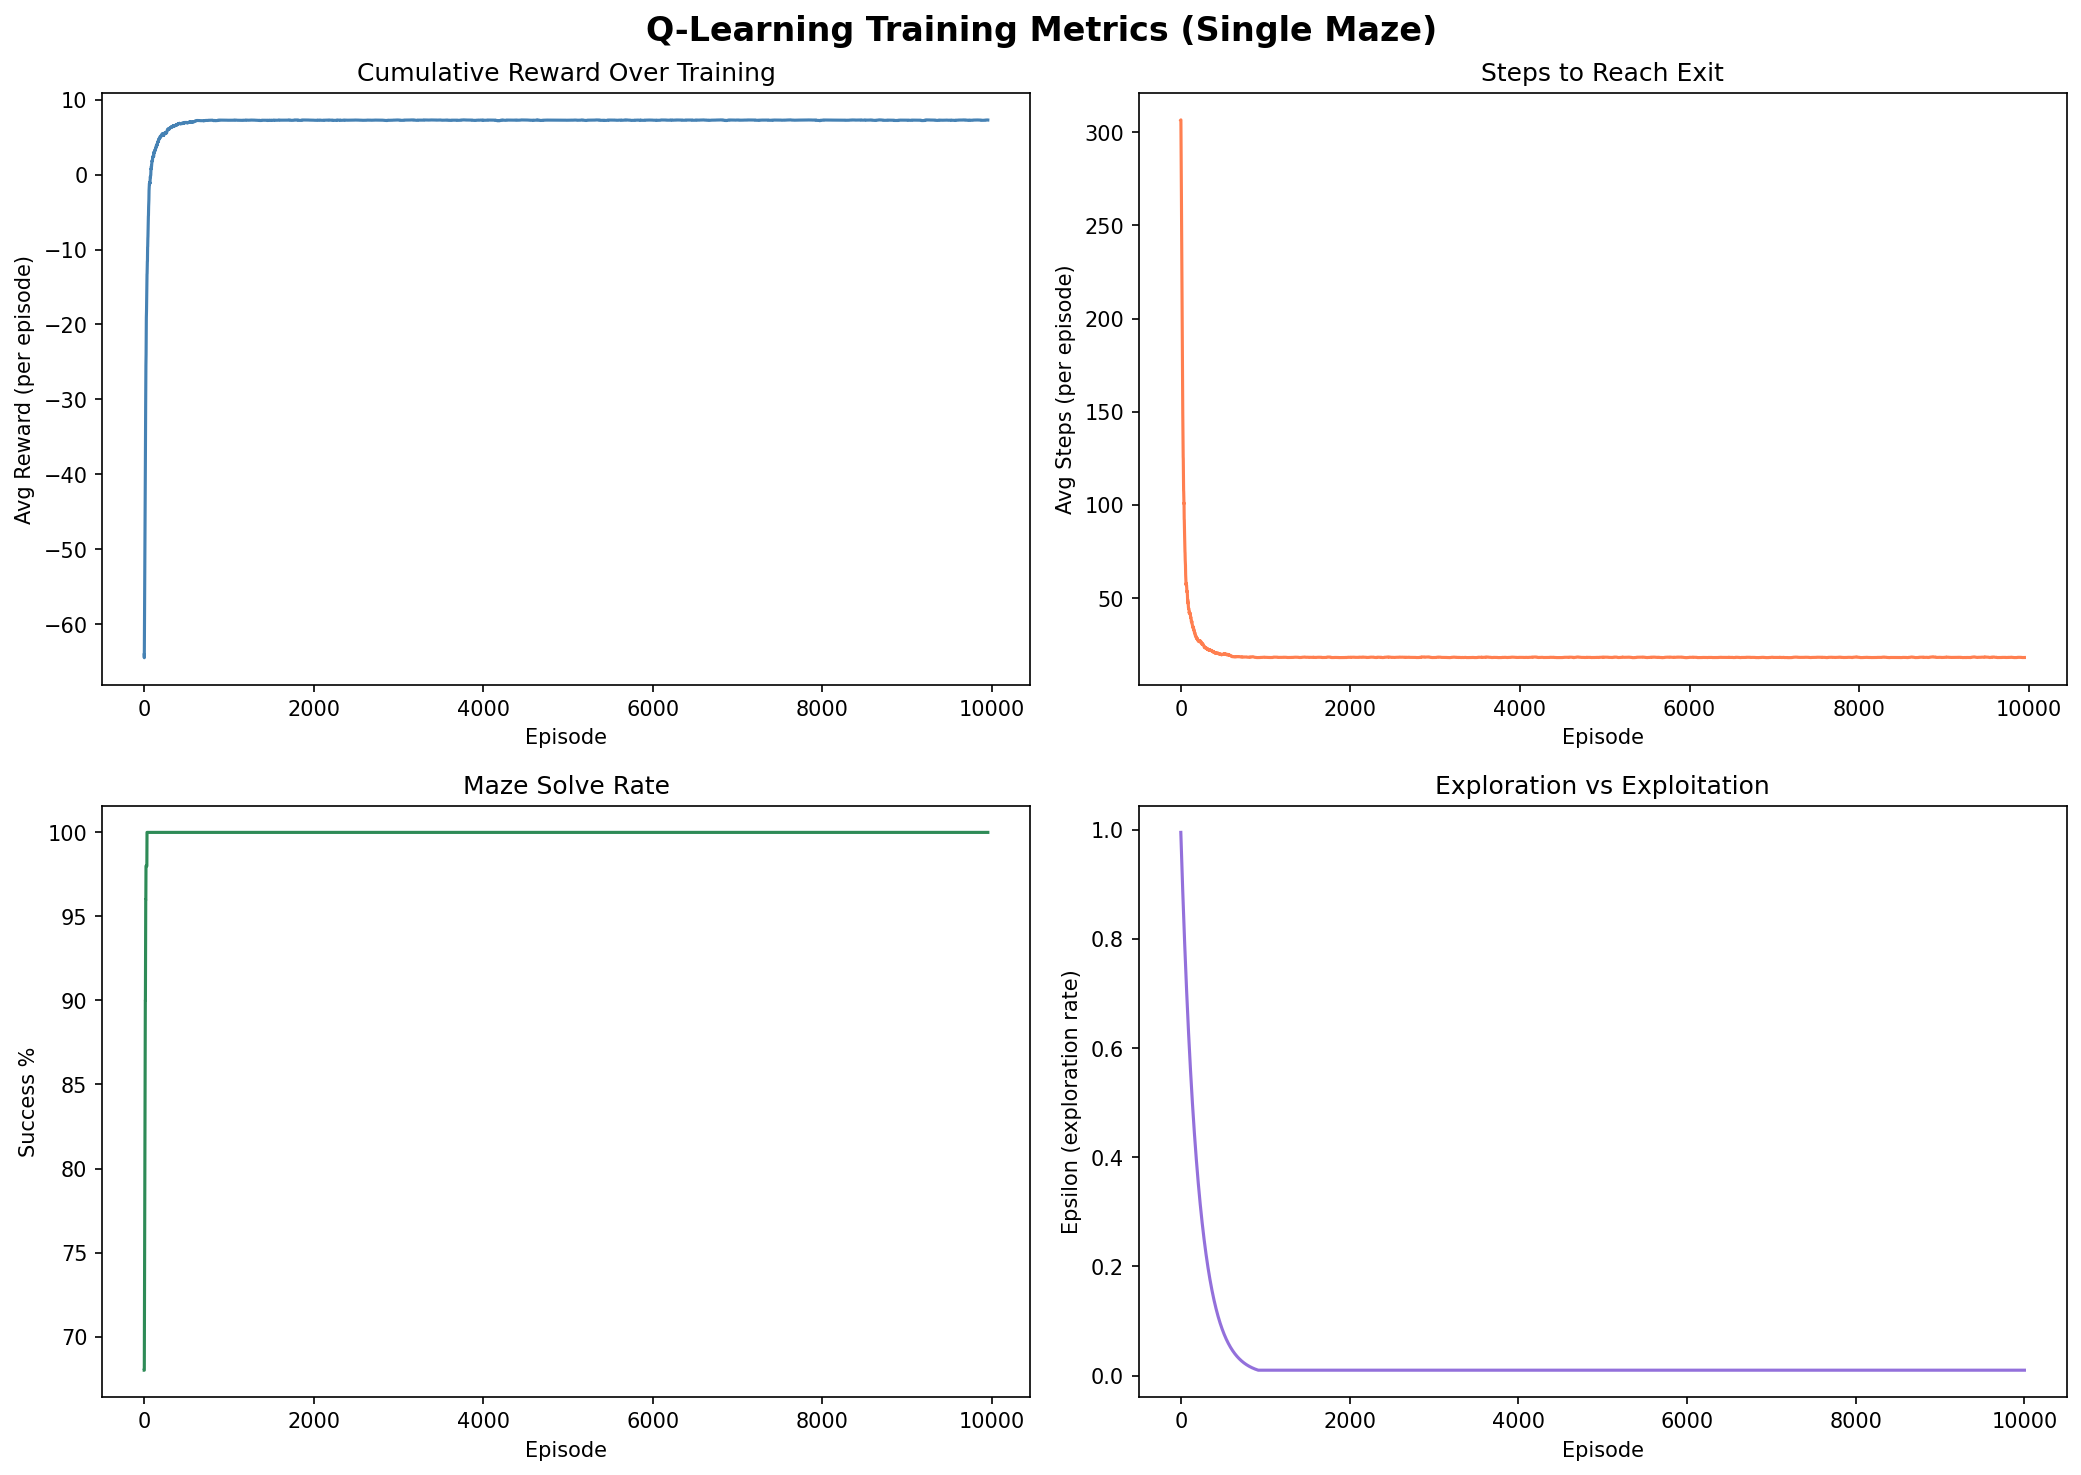 Q-Learning Training Metrics (Single Maze)
Cumulative Reward Over Training
Avg Reward (per episode)
10
0
−10
−20
−30
−40
−50
−60
0 2000 4000 6000 8000 10000
Episode
Steps to Reach Exit
Avg Steps (per episode)
300
250
200
150
100
50
0 2000 4000 6000 8000 10000
Episode
Maze Solve Rate
Success %
100
95
90
85
80
75
70
0 2000 4000 6000 8000 10000
Episode
Exploration vs Exploitation
Epsilon (exploration rate)
1.0
0.8
0.6
0.4
0.2
0.0
0 2000 4000 6000 8000 10000
Episode